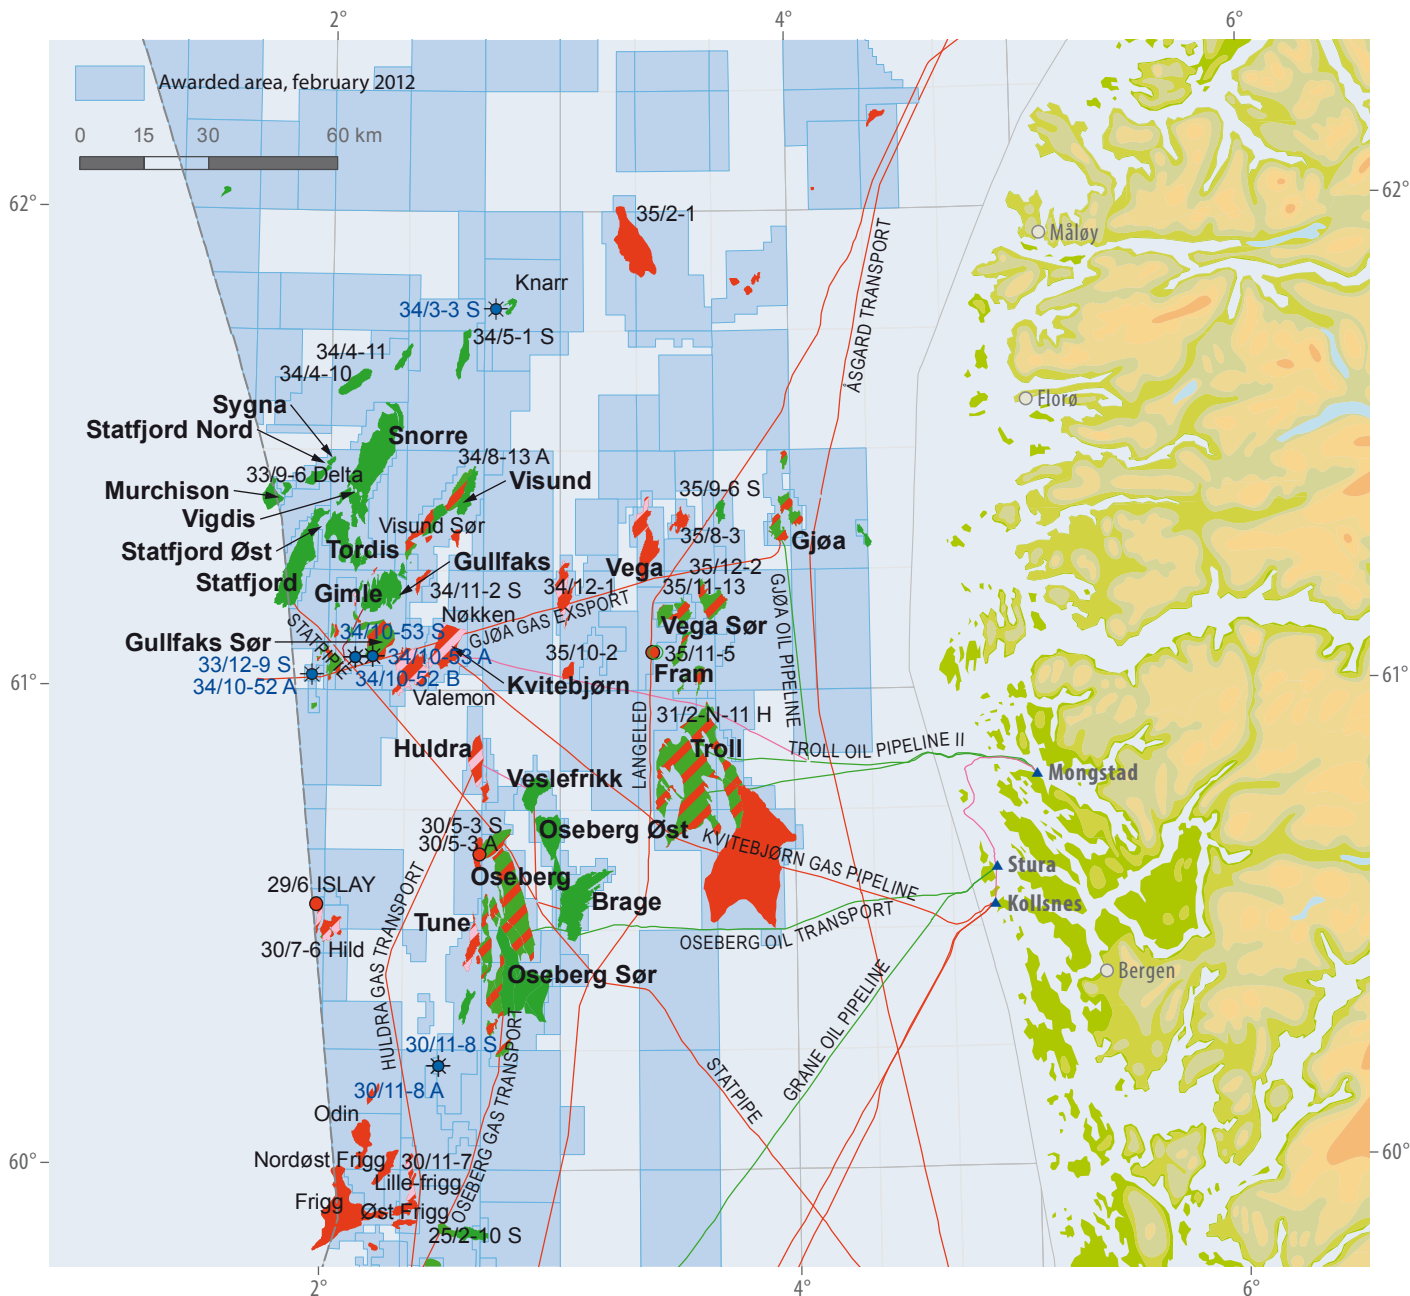 2°
4°
6°
Awarded area, february 2012
0
15
30
60 km
62°
62°
35/2-1
Måløy
ÅSGARD TRANSPORT
Knarr
34/3-3 S
34/5-1 S
34/4-11
34/4-10
Florø
Sygna
Statfjord Nord
Snorre
34/8-13 A
33/9-6 Delta
Visund
Murchison
35/9-6 S
Vigdis
Visund Sør
35/8-3
Gjøa
Statfjord Øst
Tordis
Gullfaks
Vega
35/12-2
Statfjord
Gimle
34/11-2 S
34/12-1
35/11-13
GJØA OIL PIPELINE
Nøkken
GJØA GAS EXSPORT
STATPIPE
34/10-53 S
Vega Sør
Gullfaks Sør
34/10-53 A
35/10-2
35/11-5
33/12-9 S
34/10-52 B
Fram
61°
61°
34/10-52 A
Kvitebjørn
Valemon
31/2-N-11 H
LANGELED
Huldra
Troll
TROLL OIL PIPELINE II
Veslefrikk
Mongstad
30/5-3 S
Oseberg Øst
30/5-3 A
KVITEBJØRN GAS PIPELINE
Stura
29/6 ISLAY
Oseberg
Brage
Kollsnes
HULDRA GAS TRANSPORT
Tune
OSEBERG OIL TRANSPORT
30/7-6 Hild
Oseberg Sør
Bergen
GRANE OIL PIPELINE
30/11-8 S
OSEBERG GAS TRANSPORT
STATPIPE
30/11-8 A
Odin
60°
60°
Nordøst Frigg
30/11-7
Lille-frigg
Frigg
Øst Frigg
25/2-10 S
2°
4°
6°